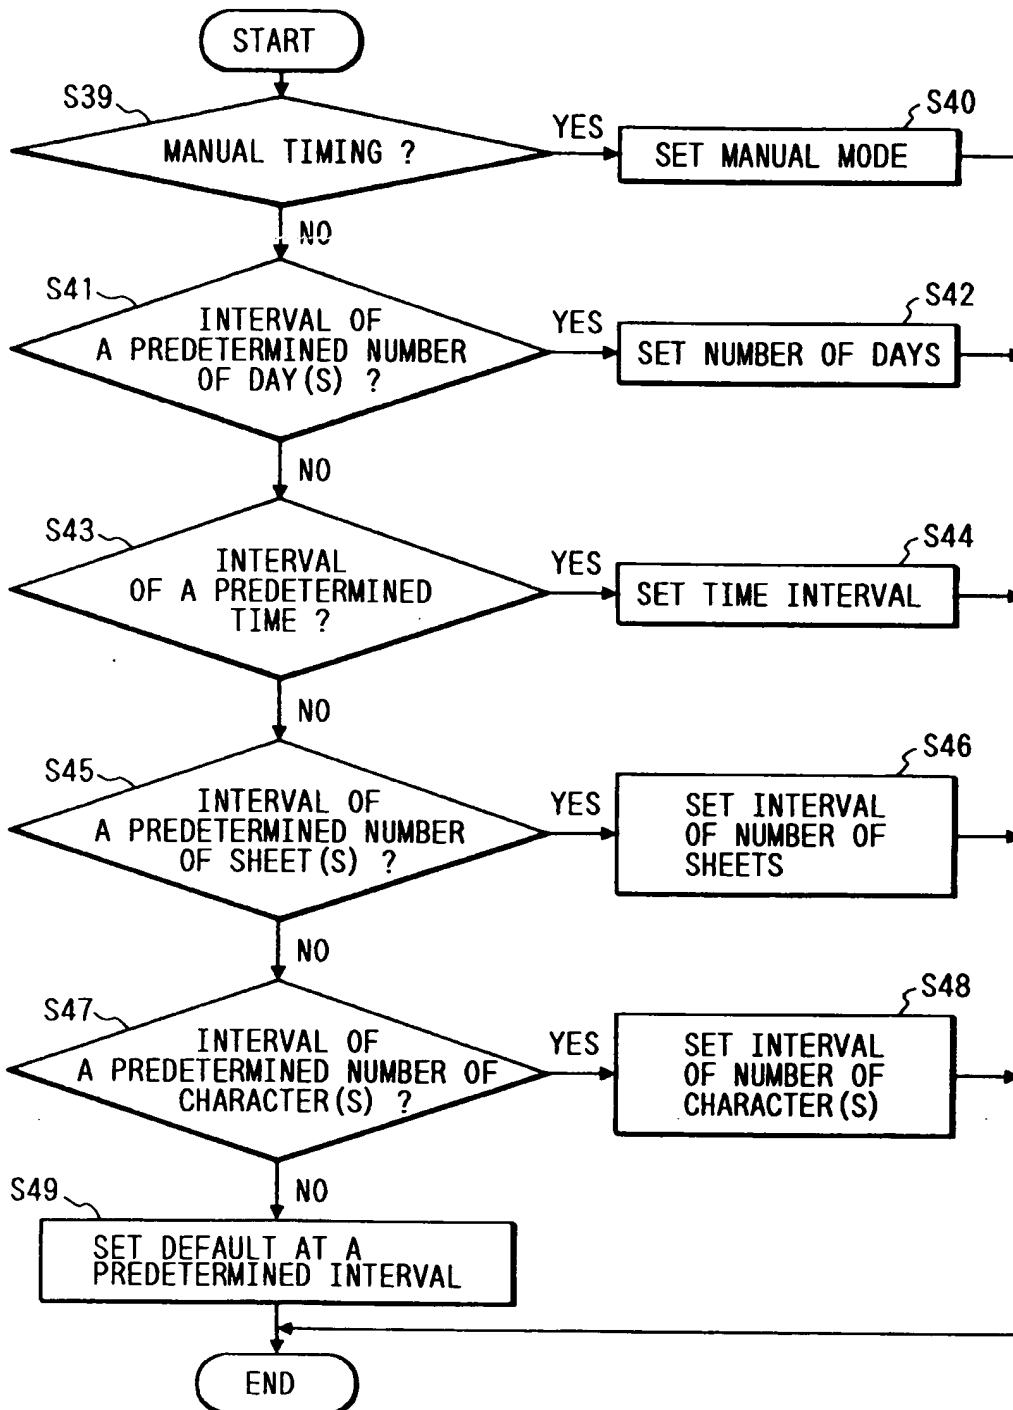 START
S39
MANUAL TIMING ?
YES
S40
SET MANUAL MODE
NO
S41
INTERVAL OF
A PREDETERMINED NUMBER
OF DAY(S) ?
YES
S42
SET NUMBER OF DAYS
NO
S43
INTERVAL
OF A PREDETERMINED
TIME ?
YES
S44
SET TIME INTERVAL
NO
S45
INTERVAL OF
A PREDETERMINED NUMBER
OF SHEET(S) ?
YES
S46
SET INTERVAL
OF NUMBER OF
SHEETS
NO
S47
INTERVAL OF
A PREDETERMINED NUMBER OF
CHARACTER(S) ?
YES
S48
SET INTERVAL
OF NUMBER OF
CHARACTER(S)
NO
S49
SET DEFAULT AT A
PREDETERMINED INTERVAL
END